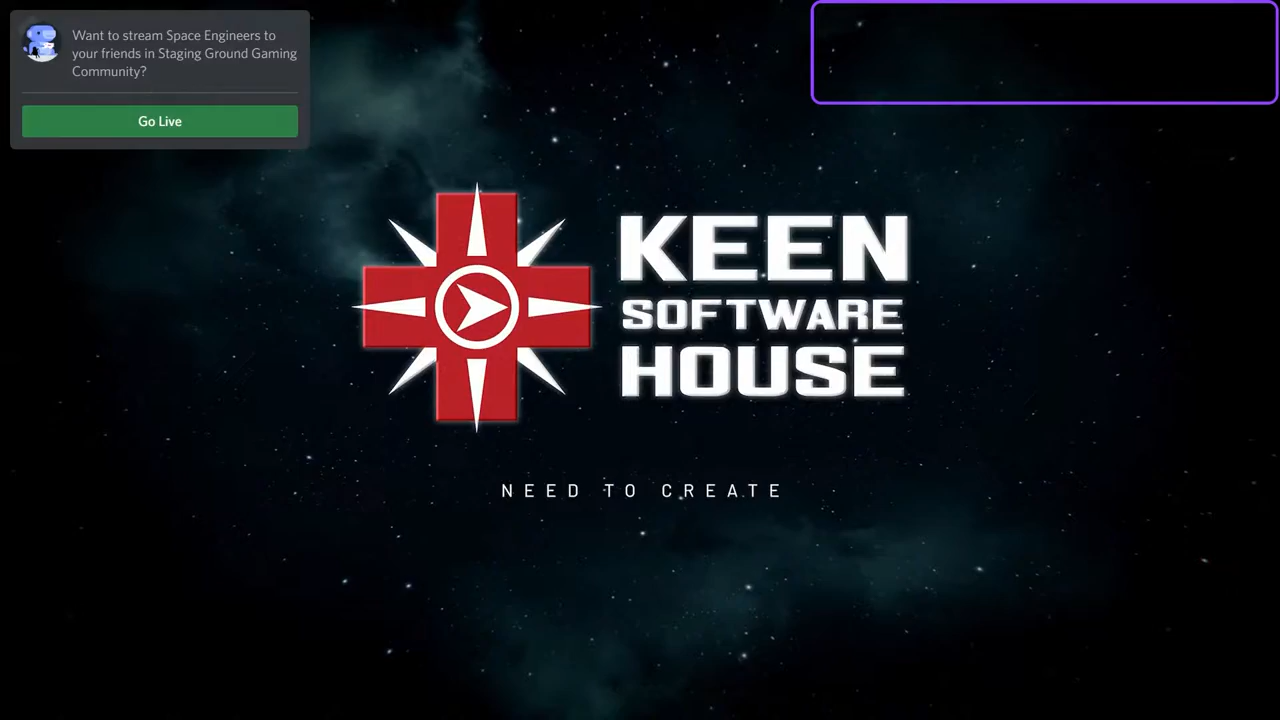 Want to stream Space Engineers to
your friends in Staging Ground Gaming
Community?
Go Live
KEEN
SOFTWARE
HOUSE
NEED TO CREATE